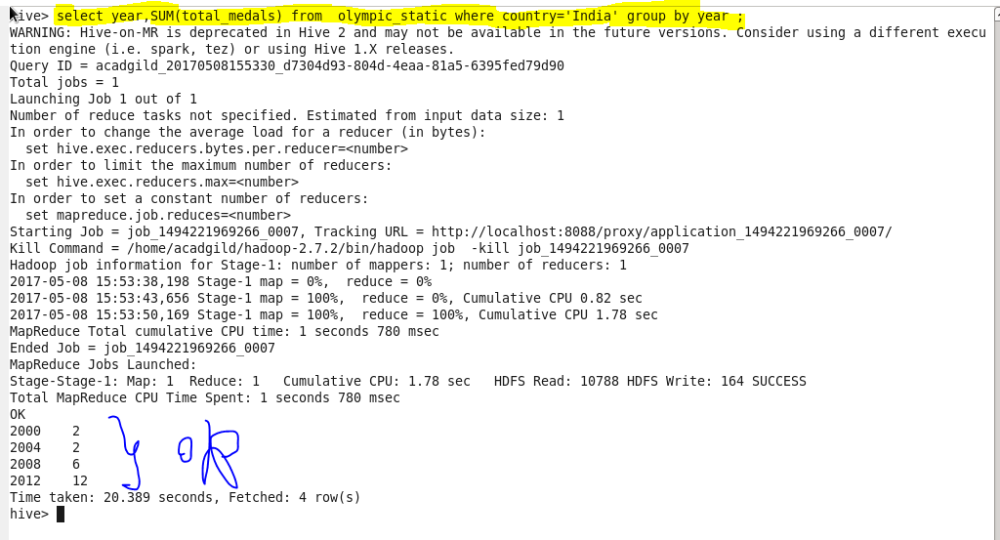 hive> select year,SUM(total_medals) from  olympic_static where country='India' group by year ;
WARNING: Hive-on-MR is deprecated in Hive 2 and may not be available in the future versions. Consider using a different execu
tion engine (i.e. spark, tez) or using Hive 1.X releases.
Query ID = acadgild_20170508155330_d7304d93-804d-4eaa-81a5-6395fed79d90
Total jobs = 1
Launching Job 1 out of 1
Number of reduce tasks not specified. Estimated from input data size: 1
In order to change the average load for a reducer (in bytes):
  set hive.exec.reducers.bytes.per.reducer=<number>
In order to limit the maximum number of reducers:
  set hive.exec.reducers.max=<number>
In order to set a constant number of reducers:
  set mapreduce.job.reduces=<number>
Starting Job = job_1494221969266_0007, Tracking URL = http://localhost:8088/proxy/application_1494221969266_0007/
Kill Command = /home/acadgild/hadoop-2.7.2/bin/hadoop job  -kill job_1494221969266_0007
Hadoop job information for Stage-1: number of mappers: 1; number of reducers: 1
2017-05-08 15:53:38,198 Stage-1 map = 0%,  reduce = 0%
2017-05-08 15:53:43,656 Stage-1 map = 100%,  reduce = 0%, Cumulative CPU 0.82 sec
2017-05-08 15:53:50,169 Stage-1 map = 100%,  reduce = 100%, Cumulative CPU 1.78 sec
MapReduce Total cumulative CPU time: 1 seconds 780 msec
Ended Job = job_1494221969266_0007
MapReduce Jobs Launched:
Stage-Stage-1: Map: 1  Reduce: 1   Cumulative CPU: 1.78 sec   HDFS Read: 10788 HDFS Write: 164 SUCCESS
Total MapReduce CPU Time Spent: 1 seconds 780 msec
OK
2000    2
2004    2
2008    6
2012    12
Time taken: 20.389 seconds, Fetched: 4 row(s)
hive>